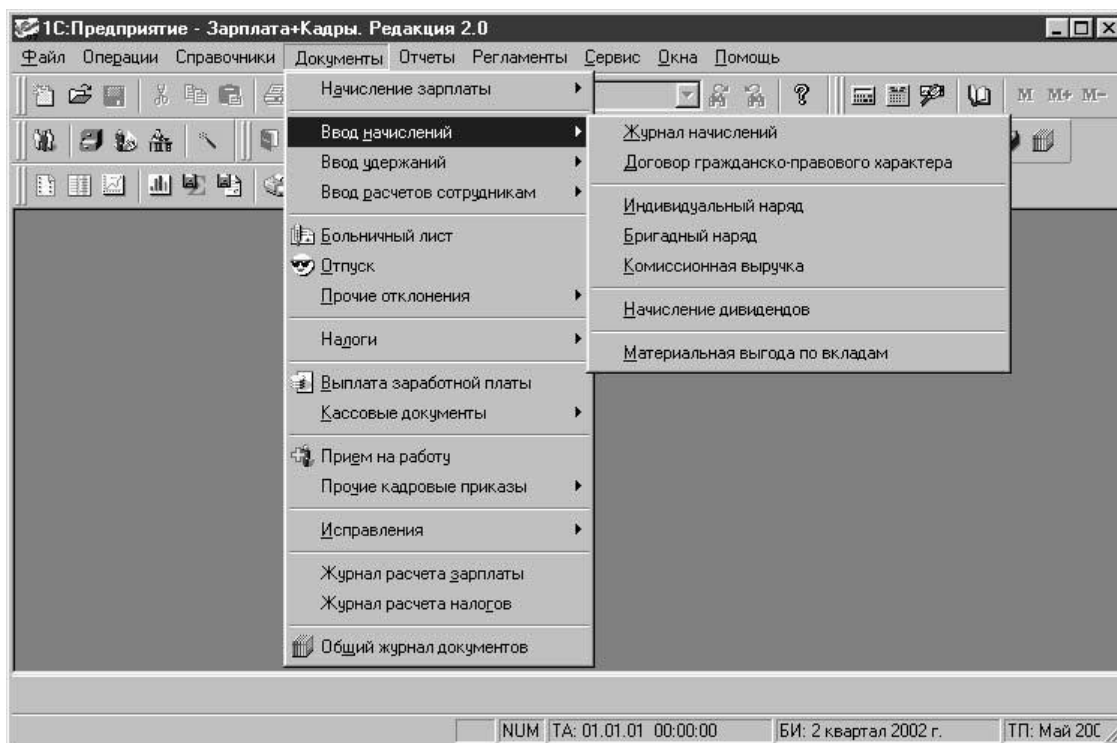 1С:Предприятие - Зарплата+Кадры. Редакция 2.0
Файл Операции Справочники Документы Отчеты Регламенты Сервис Окна Помощь
M M+ M-
Начисление зарплаты
Ввод начислений
Ввод удержаний
Ввод расчетов сотрудникам
Больничный лист
Отпуск
Прочие отклонения
Налоги
Выплата заработной платы
Кассовые документы
Прием на работу
Прочие кадровые приказы
Исправления
Журнал расчета зарплаты
Журнал расчета налогов
Общий журнал документов
Журнал начислений
Договор гражданско-правового характера
Индивидуальный наряд
Бригадный наряд
Комиссионная выручка
Начисление дивидендов
Материальная выгода по вкладам
NUM TA: 01.01.01 00:00:00 БИ: 2 квартал 2002 г. ТП: Май 200